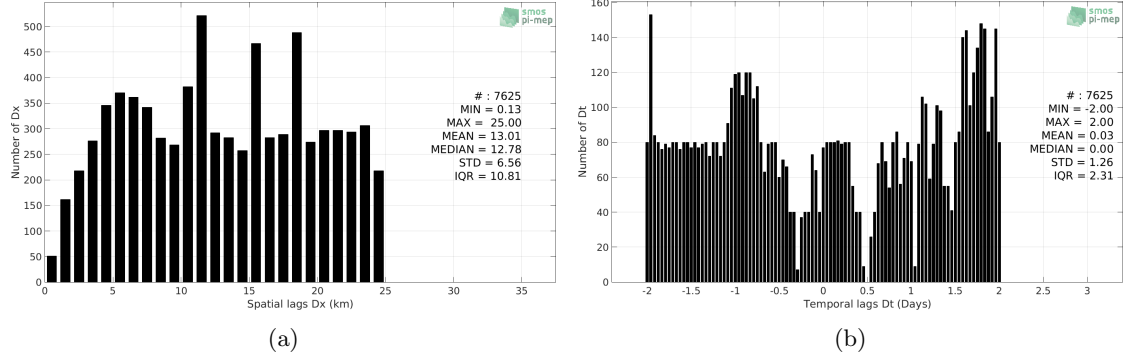 smos
pi-mep
500
450
400
350
300
250
200
150
100
50
0
Number of Dx
# : 7625
MIN = 0.13
MAX = 25.00
MEAN = 13.01
MEDIAN = 12.78
STD = 6.56
IQR = 10.81
0 5 10 15 20 25 30 35
Spatial lags Dx (km)
(a)
smos
pi-mep
160
140
120
100
80
60
40
20
0
Number of Dt
# : 7625
MIN = -2.00
MAX = 2.00
MEAN = 0.03
MEDIAN = 0.00
STD = 1.26
IQR = 2.31
-2 -1.5 -1 -0.5 0 0.5 1 1.5 2 2.5 3
Temporal lags Dt (Days)
(b)